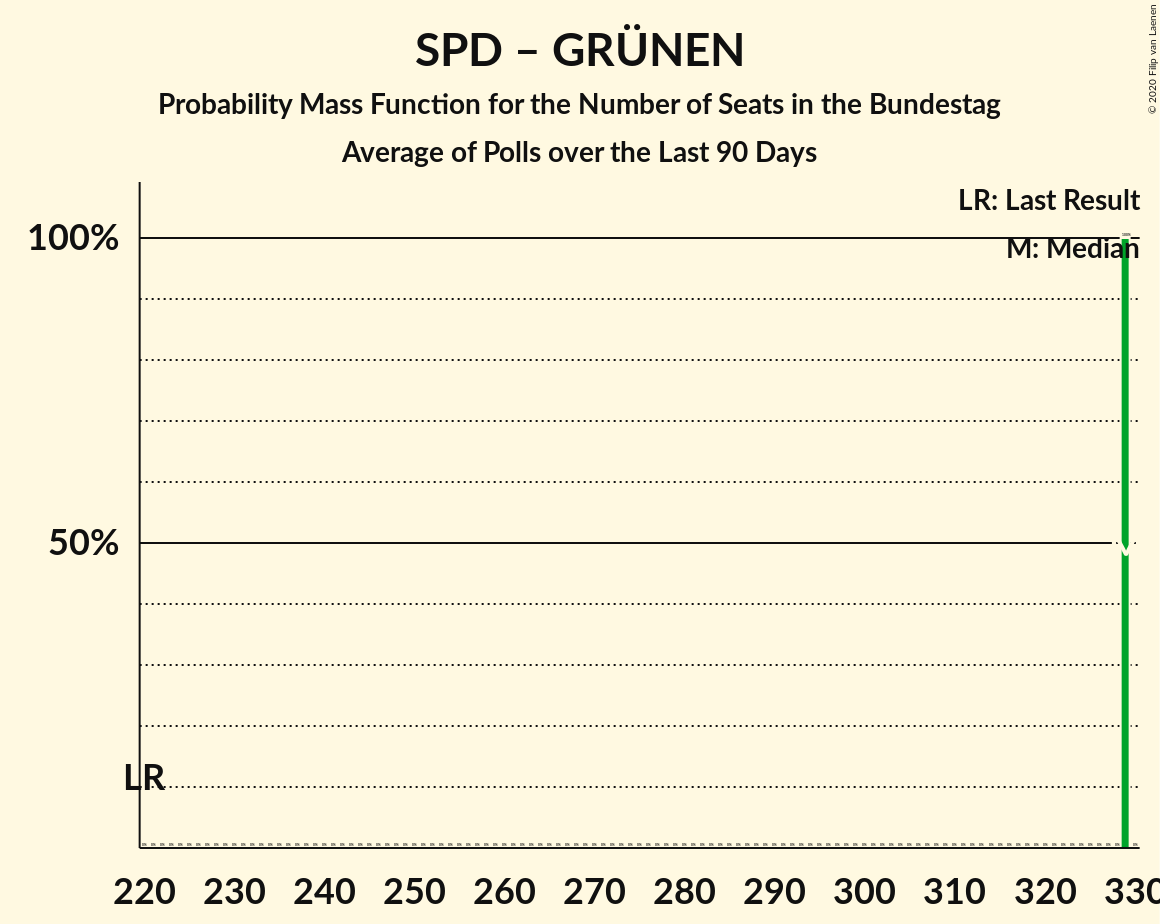 SPD – GRÜNEN
Probability Mass Function for the Number of Seats in the Bundestag
Average of Polls over the Last 90 Days
© 2020 Filip van Laenen
LR: Last Result
M: Median
100%
50%
LR
220 230 240 250 260 270 280 290 300 310 320 330